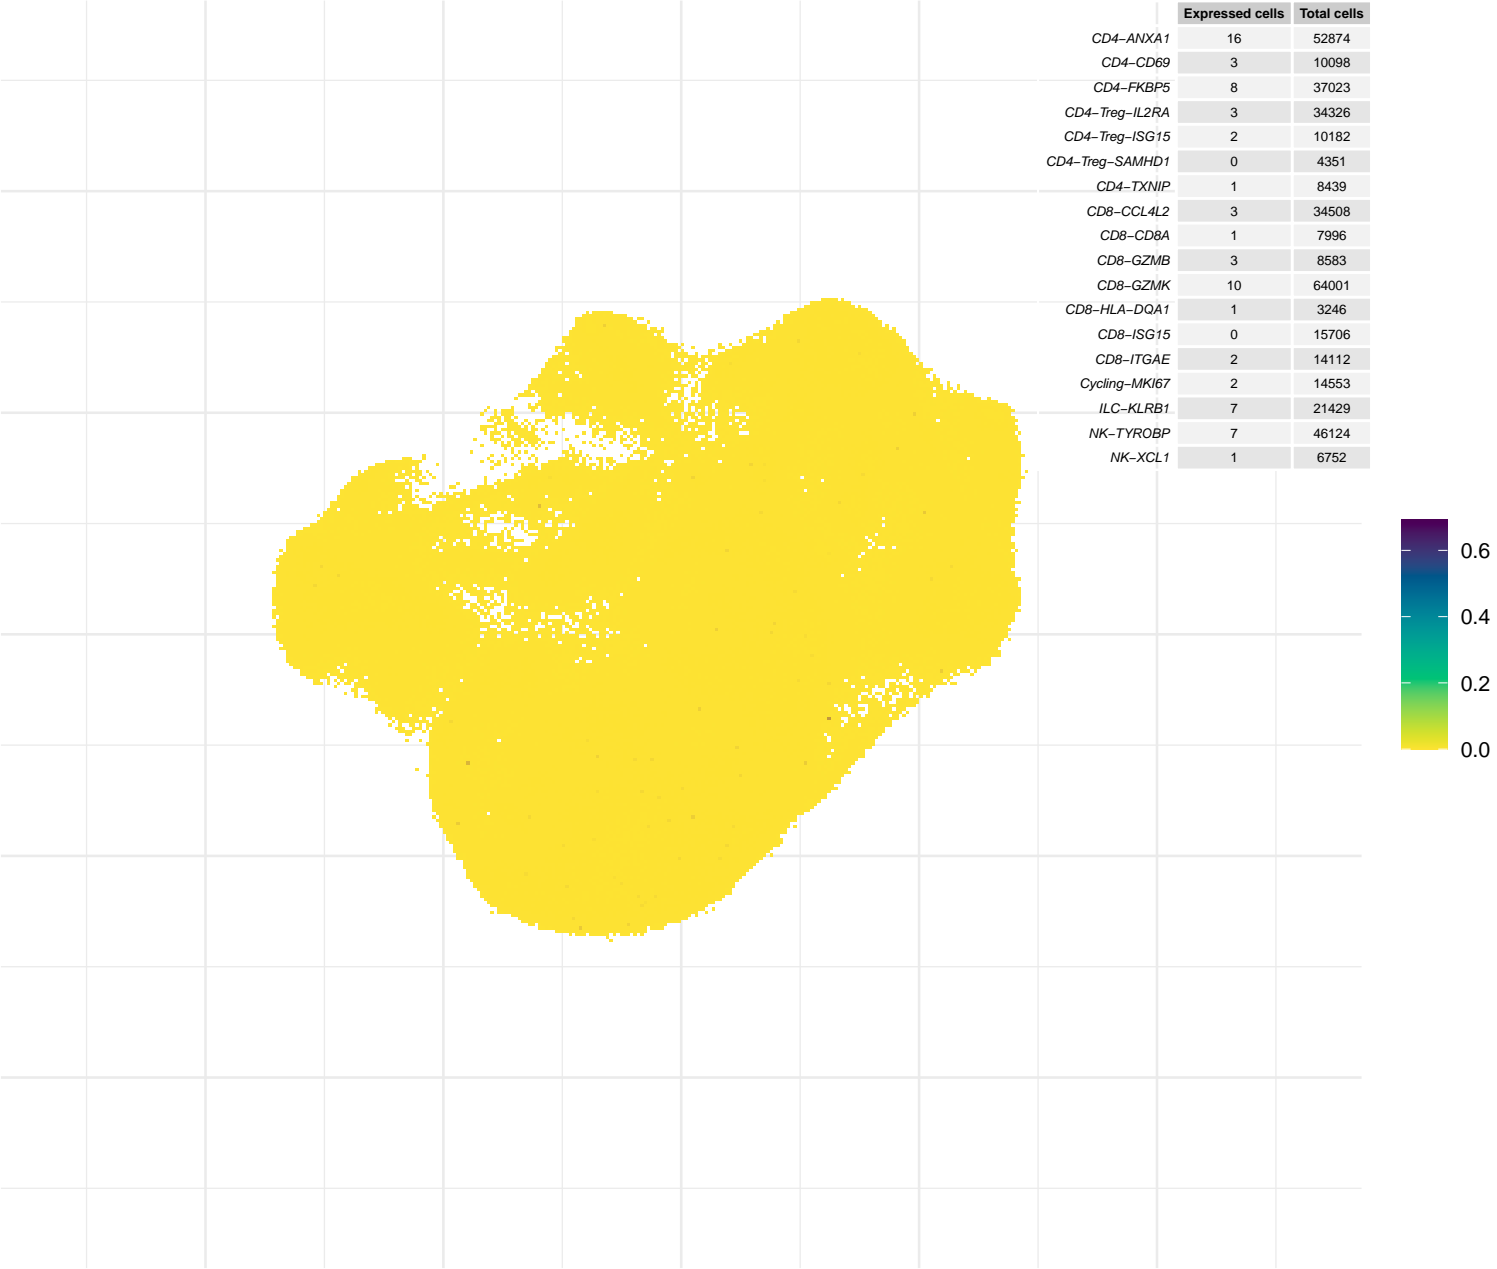 Expressed cells Total cells
CD4−ANXA1 16 52874
CD4−CD69 3 10098
CD4−FKBP5 8 37023
CD4−Treg−IL2RA 3 34326
CD4−Treg−ISG15 2 10182
CD4−Treg−SAMHD1 0 4351
CD4−TXNIP 1 8439
CD8−CCL4L2 3 34508
CD8−CD8A 1 7996
CD8−GZMB 3 8583
CD8−GZMK 10 64001
CD8−HLA−DQA1 1 3246
CD8−ISG15 0 15706
CD8−ITGAE 2 14112
Cycling−MKI67 2 14553
ILC−KLRB1 7 21429
NK−TYROBP 7 46124
NK−XCL1 1 6752
0.6
0.4
0.2
0.0